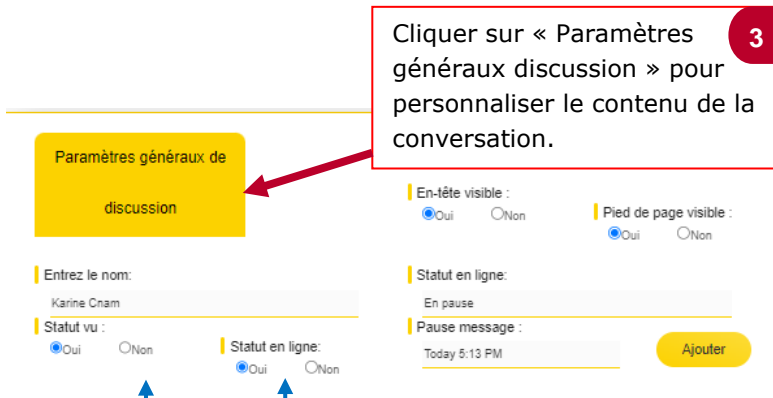 Cliquer sur « Paramètres
généraux discussion » pour
personnaliser le contenu de la
conversation.
3
Paramètres généraux de
discussion
En-tête visible :
Oui Non
Pied de page visible :
Oui Non
Entrez le nom:
Karine Cnam
Statut en ligne:
En pause
Statut vu :
Oui Non
Statut en ligne:
Oui Non
Pause message :
Today 5:13 PM
Ajouter